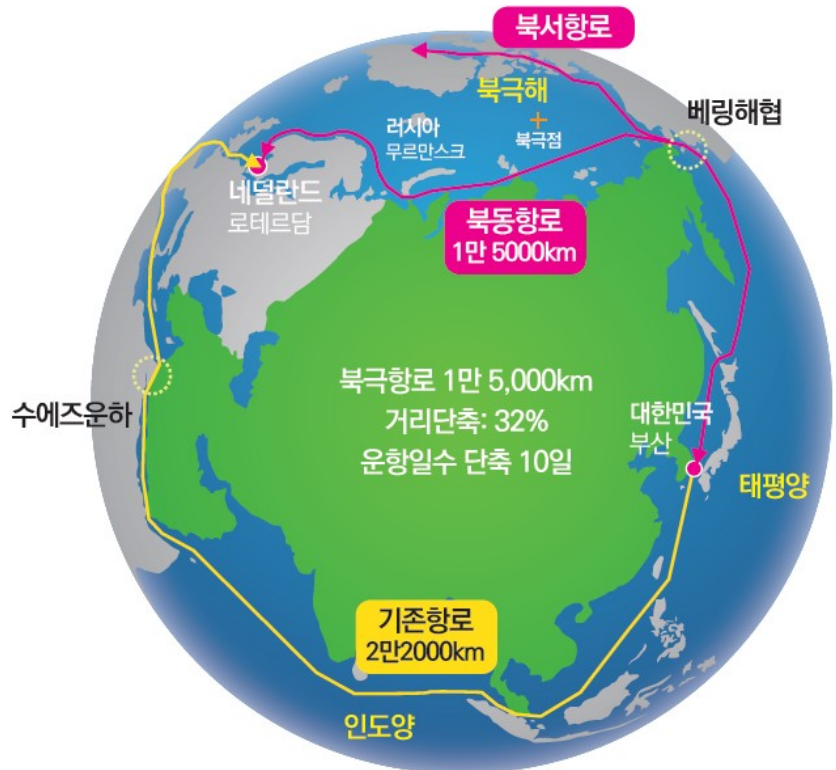 북서항로
북극해
베링해협
북극점
러시아
무르만스크
네덜란드
로테르담
북동항로
1만 5000km
북극항로 1만 5,000km
거리단축: 32%
운항일수 단축 10일
수에즈운하
대한민국
부산
태평양
기존항로
2만2000km
인도양